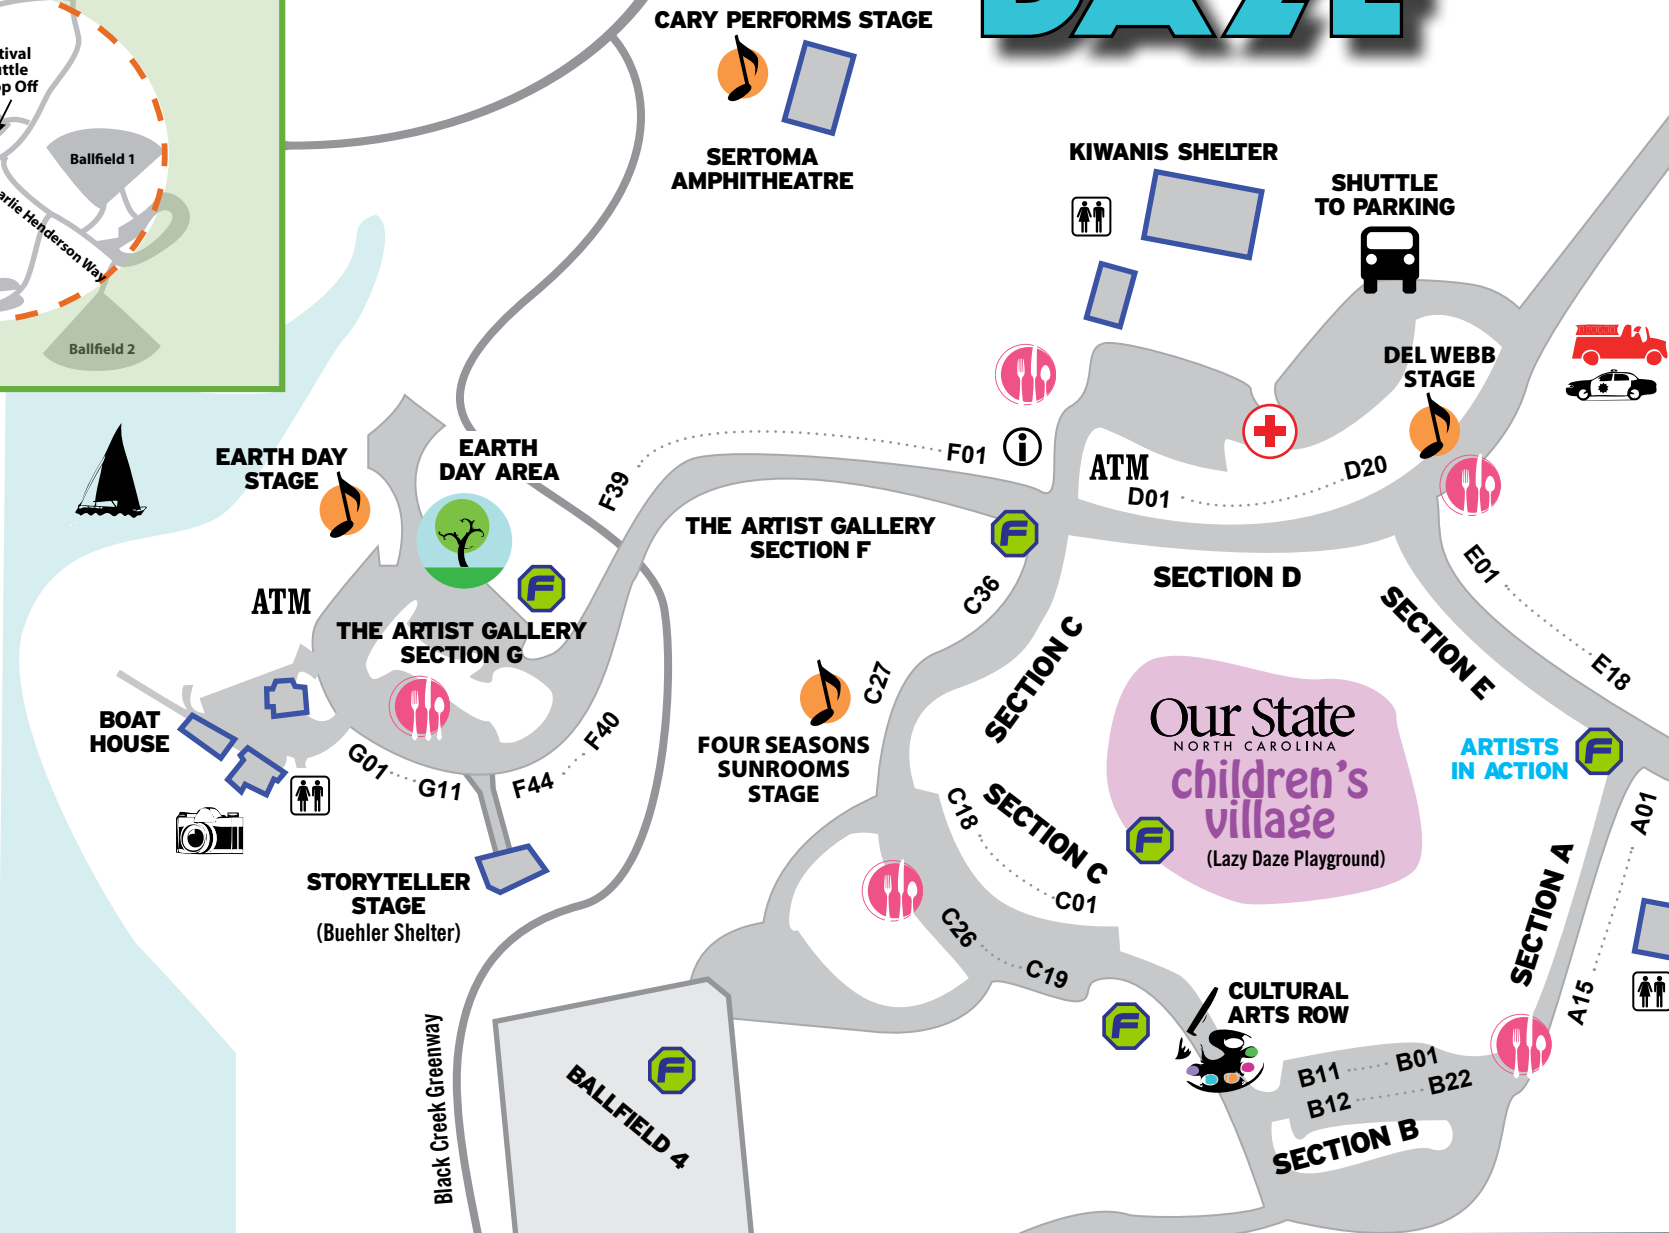 DAZE
CARY PERFORMS STAGE
SERTOMA
AMPHITHEATRE
KIWANIS SHELTER
SHUTTLE
TO PARKING
Off
Ballfield 1
Henderson Way
Ballfield 2
DEL WEBB
STAGE
EARTH DAY
STAGE
EARTH
DAY AREA
F39
F01
i
ATM
D01
D20
THE ARTIST GALLERY
SECTION F
F
SECTION D
E01
E18
SECTION E
C36
SECTION C
C27
ATM
F
THE ARTIST GALLERY
SECTION G
BOAT
HOUSE
G01
G11
F44
F40
FOUR SEASONS
SUNROOMS
STAGE
Our State
NORTH CAROLINA
children's
village
(Lazy Daze Playground)
F
ARTISTS
IN ACTION
F
A01
A15
SECTION A
C18
C01
SECTION C
C26
C19
STORYTELLER
STAGE
(Buehler Shelter)
Black Creek Greenway
BALLFIELD 4
F
F
CULTURAL
ARTS ROW
B11
B01
B12
B22
SECTION B